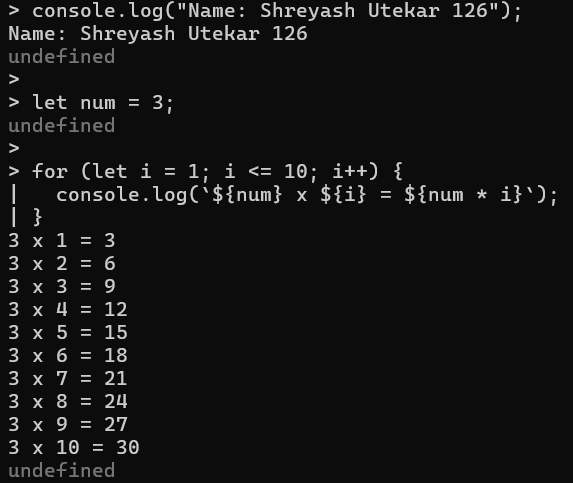 > console.log("Name: Shreyash Utekar 126");
Name: Shreyash Utekar 126
undefined
>
> let num = 3;
undefined
>
> for (let i = 1; i <= 10; i++) {
|   console.log(`${num} x ${i} = ${num * i}`);
| }
3 x 1 = 3
3 x 2 = 6
3 x 3 = 9
3 x 4 = 12
3 x 5 = 15
3 x 6 = 18
3 x 7 = 21
3 x 8 = 24
3 x 9 = 27
3 x 10 = 30
undefined